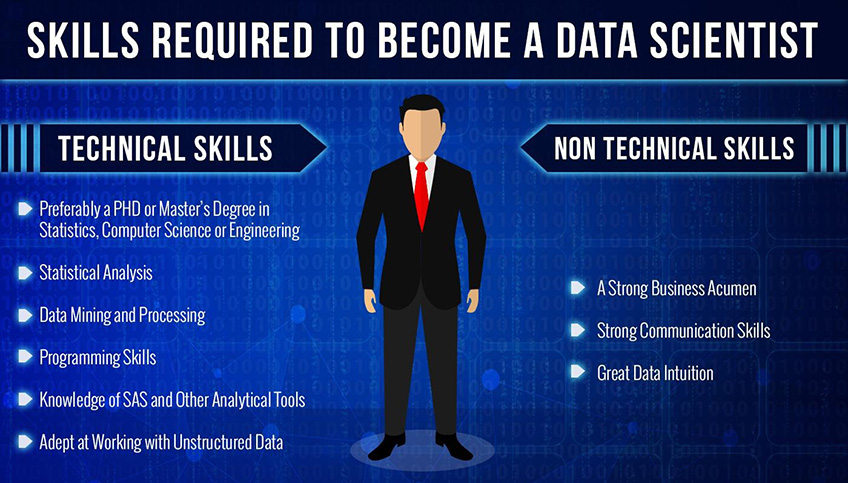 SKILLS REQUIRED TO BECOME A DATA SCIENTIST
TECHNICAL SKILLS
Preferably a PHD or Master's Degree in
Statistics, Computer Science or Engineering
Statistical Analysis
Data Mining and Processing
Programming Skills
Knowledge of SAS and Other Analytical Tools
Adept at Working with Unstructured Data
NON TECHNICAL SKILLS
A Strong Business Acumen
Strong Communication Skills
Great Data Intuition